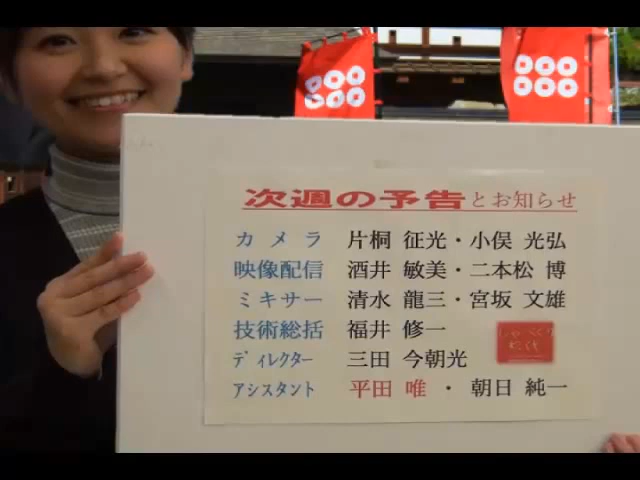 次週の予告とお知らせ
カメラ 片桐 征光・小俣 光弘
映像配信 酒井 敏美・二本松 博
ミキサー 清水 龍三・宮坂 文雄
技術総括 福井 修一
ディレクター 三田 今朝光
アシスタント 平田 唯 ・ 朝日 純一